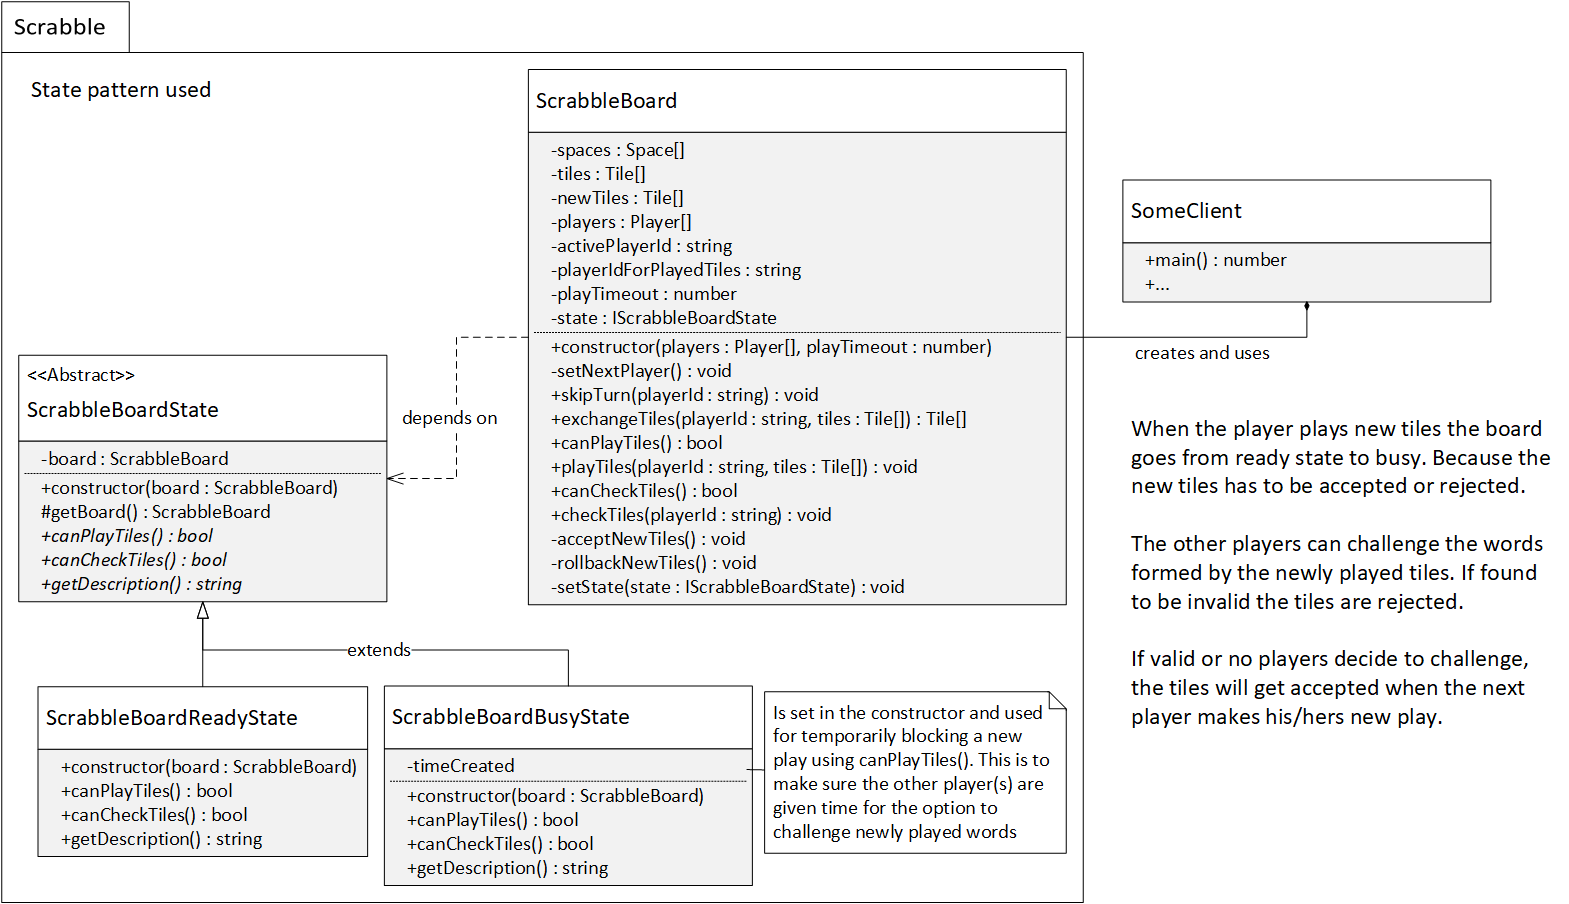 Scrabble
State pattern used
ScrabbleBoard
-spaces : Space[]
-tiles : Tile[]
-newTiles : Tile[]
-players : Player[]
-activePlayerId : string
-playerIdForPlayedTiles : string
-playTimeout : number
-state : IScrabbleBoardState
+constructor(players : Player[], playTimeout : number)
-setNextPlayer() : void
+skipTurn(playerId : string) : void
+exchangeTiles(playerId : string, tiles : Tile[]) : Tile[]
+canPlayTiles() : bool
+playTiles(playerId : string, tiles : Tile[]) : void
+canCheckTiles() : bool
+checkTiles(playerId : string) : void
-acceptNewTiles() : void
-rollbackNewTiles() : void
-setState(state : IScrabbleBoardState) : void
SomeClient
+main() : number
+...
creates and uses
depends on
<<Abstract>>
ScrabbleBoardState
-board : ScrabbleBoard
+constructor(board : ScrabbleBoard)
#getBoard() : ScrabbleBoard
+canPlayTiles() : bool
+canCheckTiles() : bool
+getDescription() : string
extends
ScrabbleBoardReadyState
+constructor(board : ScrabbleBoard)
+canPlayTiles() : bool
+canCheckTiles() : bool
+getDescription() : string
ScrabbleBoardBusyState
-timeCreated
+constructor(board : ScrabbleBoard)
+canPlayTiles() : bool
+canCheckTiles() : bool
+getDescription() : string
Is set in the constructor and used
for temporarily blocking a new
play using canPlayTiles(). This is to
make sure the other player(s) are
given time for the option to
challenge newly played words
When the player plays new tiles the board
goes from ready state to busy. Because the
new tiles has to be accepted or rejected.
The other players can challenge the words
formed by the newly played tiles. If found
to be invalid the tiles are rejected.
If valid or no players decide to challenge,
the tiles will get accepted when the next
player makes his/hers new play.